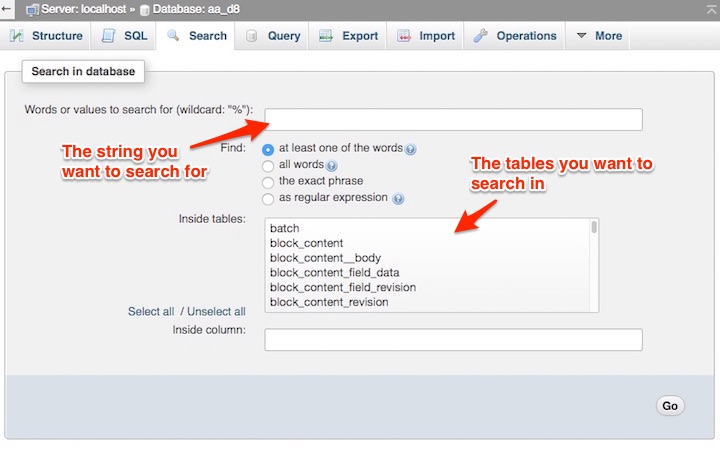 Server: localhost » Database: aa_d8
Structure SQL Search Query Export Import Operations More
Search in database
Words or values to search for (wildcard: "%"):
The string you
want to search for
Find:
at least one of the words
all words
the exact phrase
as regular expression
The tables you want to
search in
Inside tables:
batch
block_content
block_content__body
block_content_field_data
block_content_field_revision
block_content_revision
Select all / Unselect all
Inside column:
Go